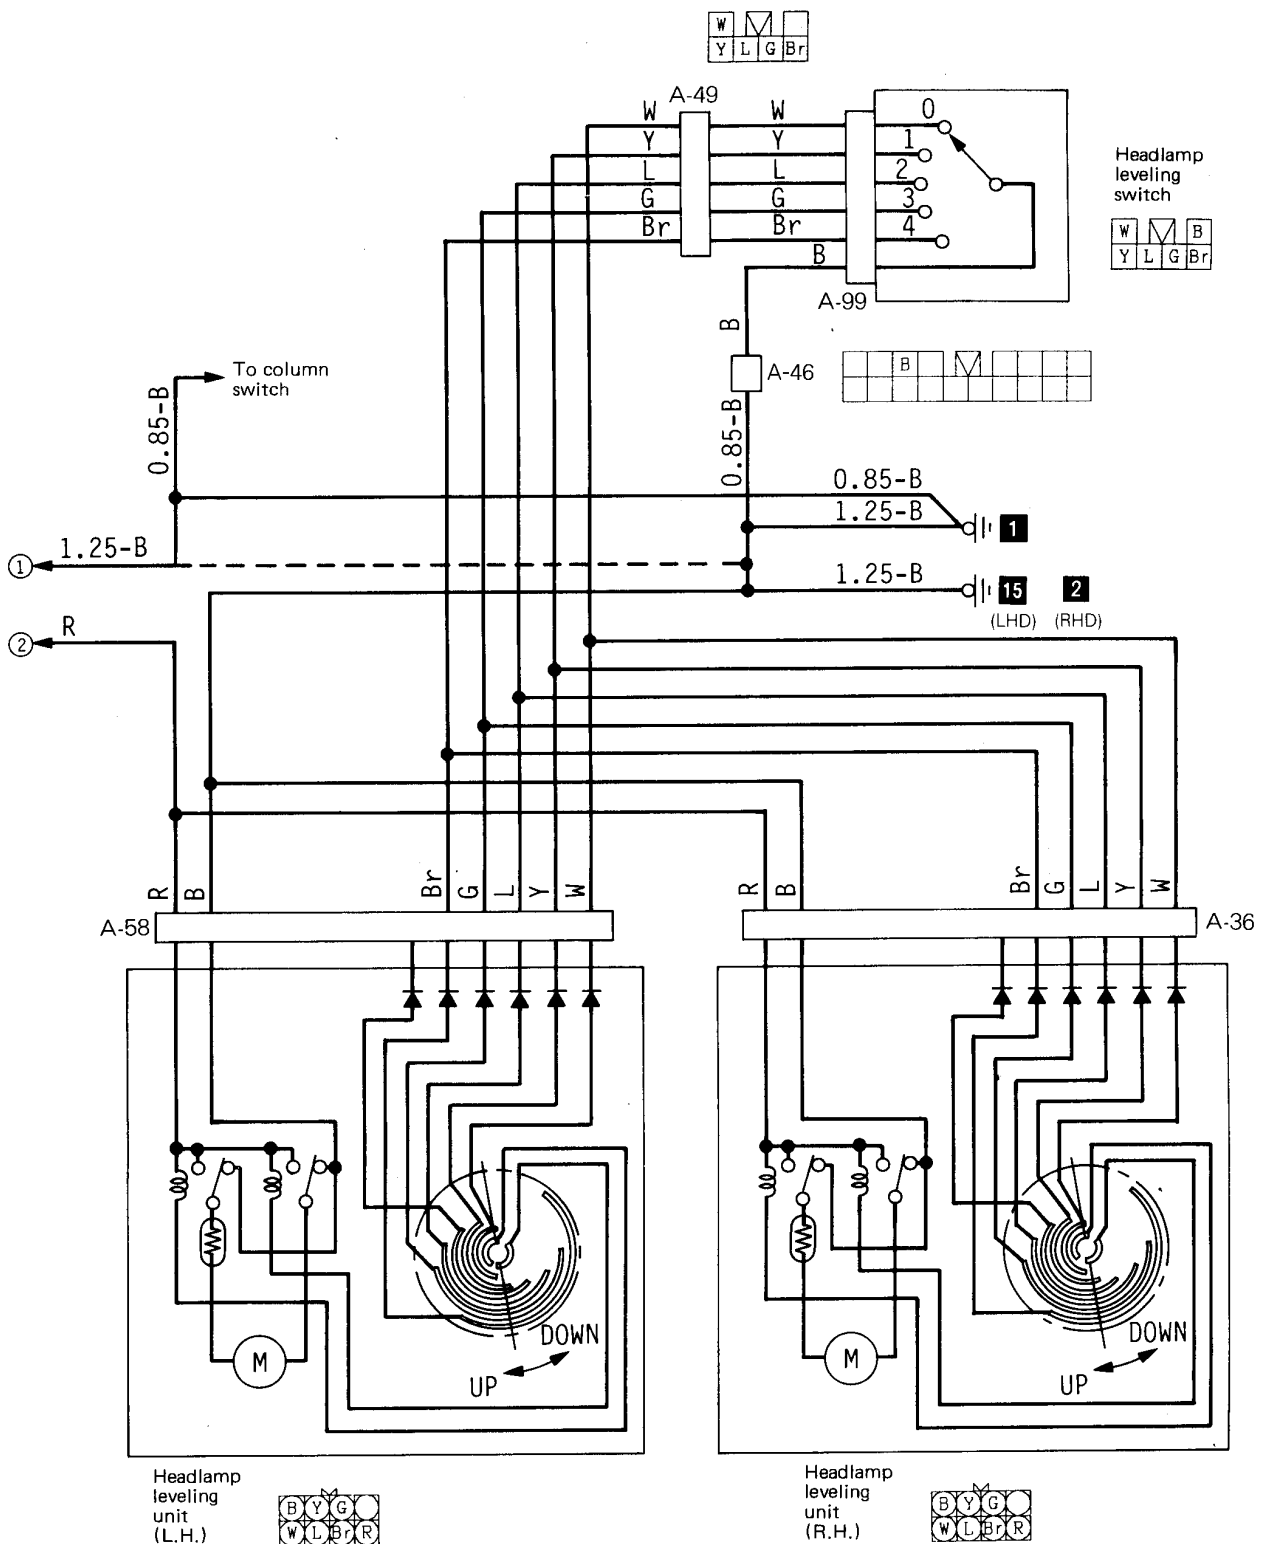 W
Y L G Br
A-49
W
W
0
Y
Y
1
L
L
2
G
G
3
Br
Br
4
B
A-99
Headlamp
leveling
switch
W B
Y L G Br
B
A-46
B
To column
switch
0.85-B
0.85-B
0.85-B
1.25-B
1
1 1.25-B
1.25-B
15 2
(LHD) (RHD)
2 R
R B Br G L Y W
R B Br G L Y W
A-58
A-36
M
DOWN
UP
M
DOWN
UP
Headlamp
leveling
unit
(L.H.)
B Y G
W L Br R
Headlamp
leveling
unit
(R.H.)
B Y G
W L Br R